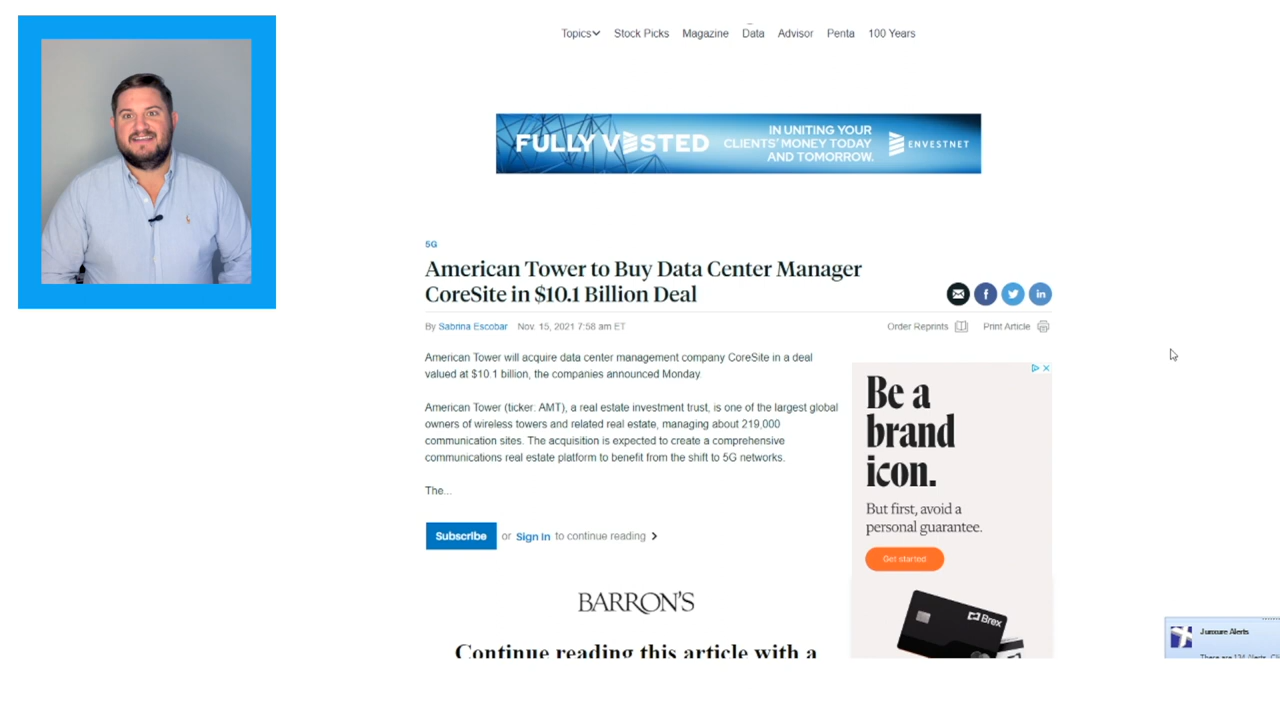 Topics Stock Picks Magazine Data Advisor Penta 100 Years
FULLY VESTED
IN UNITING YOUR
CLIENTS' MONEY TODAY
AND TOMORROW.
ENVESTNET
5G
American Tower to Buy Data Center Manager
CoreSite in $10.1 Billion Deal
By Sabrina Escobar Nov. 15, 2021 7:58 am ET
Order Reprints Print Article
American Tower will acquire data center management company CoreSite in a deal
valued at $10.1 billion, the companies announced Monday.
American Tower (ticker: AMT), a real estate investment trust, is one of the largest global
owners of wireless towers and related real estate, managing about 219,000
communication sites. The acquisition is expected to create a comprehensive
communications real estate platform to benefit from the shift to 5G networks.
The...
Subscribe or Sign In to continue reading
BARRON'S
Continue reading this article with a
Be a
brand
icon.
But first, avoid a
personal guarantee.
Get started
Brex
Junxure Alerts